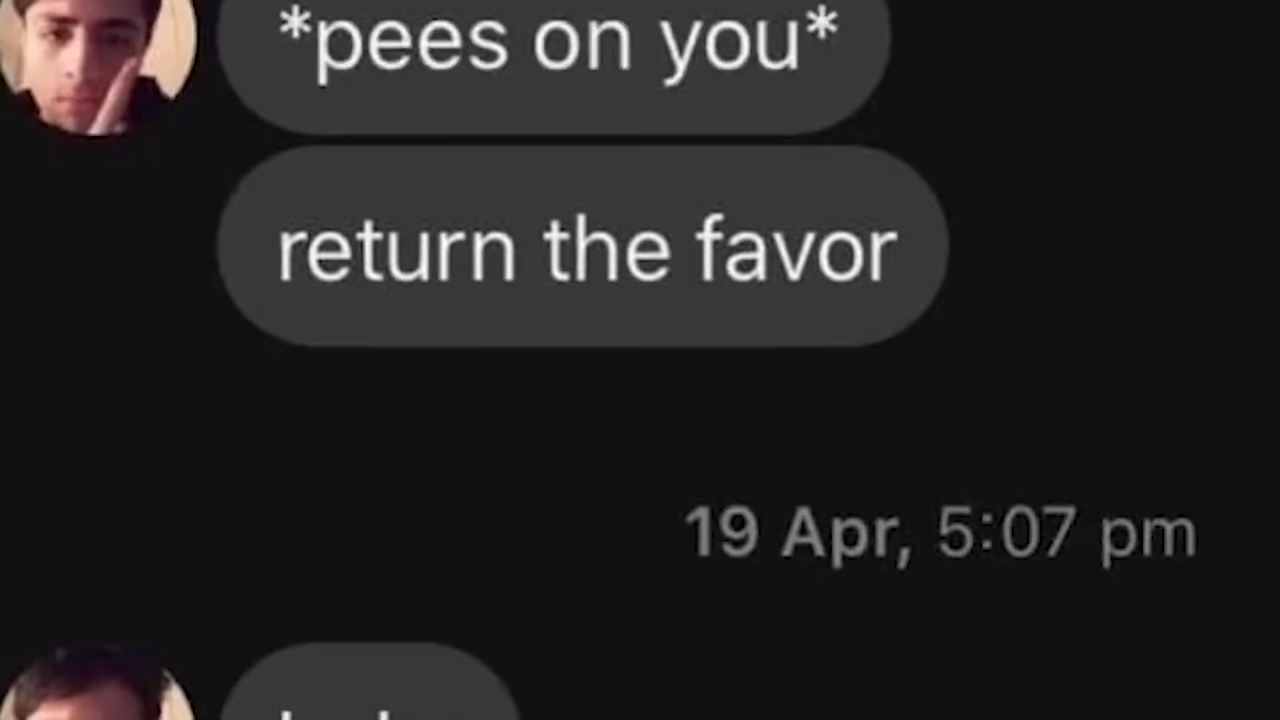 *pees on you*
return the favor
19 Apr, 5:07 pm